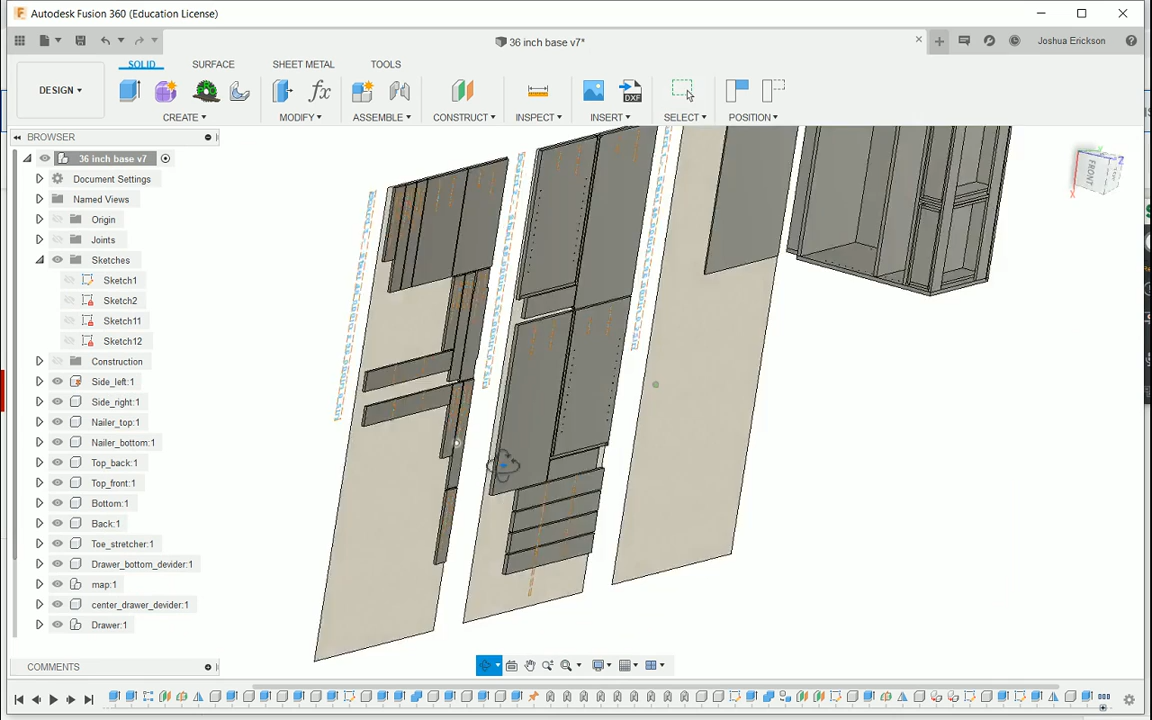 Autodesk Fusion 360 (Education License)
36 inch base v7*
Joshua Erickson
DESIGN
SOLID
SURFACE
SHEET METAL
TOOLS
CREATE
MODIFY
ASSEMBLE
CONSTRUCT
INSPECT
INSERT
SELECT
POSITION
DXF
BROWSER
36 inch base v7
Document Settings
Named Views
Origin
Joints
Sketches
Sketch1
Sketch2
Sketch11
Sketch12
Construction
Side_left:1
Side_right:1
Nailer_top:1
Nailer_bottom:1
Top_back:1
Top_front:1
Bottom:1
Back:1
Toe_stretcher:1
Drawer_bottom_devider:1
map:1
center_drawer_devider:1
Drawer:1
COMMENTS
FRONT
Z
X